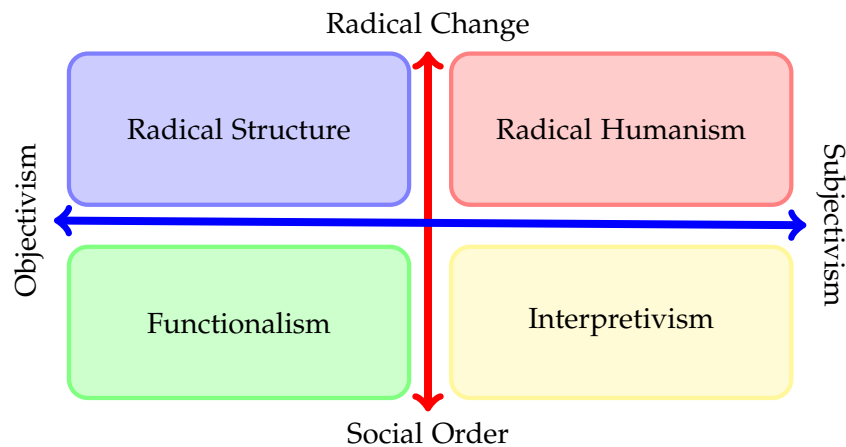 Radical Change
Radical Structure
Radical Humanism
Objectivism
Subjectivism
Functionalism
Interpretivism
Social Order